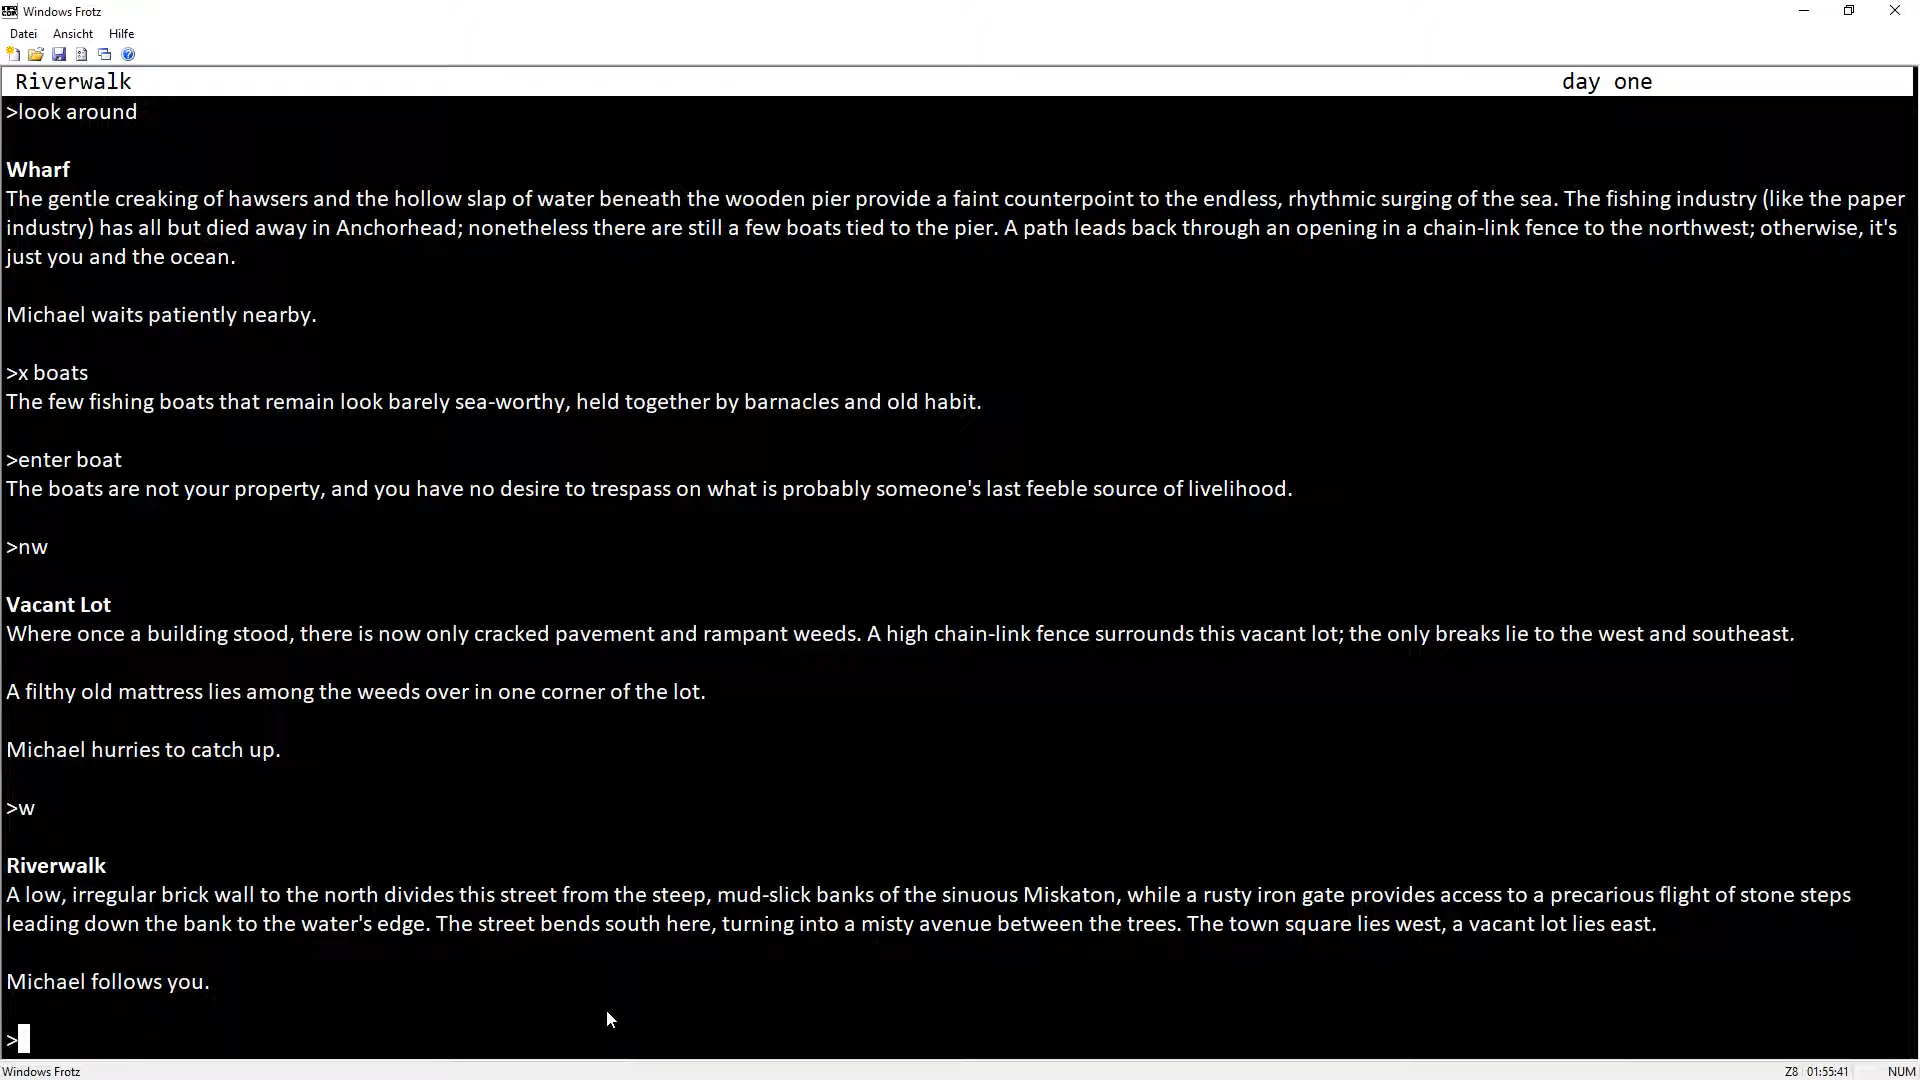 Windows Frotz
Datei Ansicht Hilfe
Riverwalk day one
>look around
Wharf
The gentle creaking of hawsers and the hollow slap of water beneath the wooden pier provide a faint counterpoint to the endless, rhythmic surging of the sea. The fishing industry (like the paper
industry) has all but died away in Anchorhead; nonetheless there are still a few boats tied to the pier. A path leads back through an opening in a chain-link fence to the northwest; otherwise, it's
just you and the ocean.
Michael waits patiently nearby.
>x boats
The few fishing boats that remain look barely sea-worthy, held together by barnacles and old habit.
>enter boat
The boats are not your property, and you have no desire to trespass on what is probably someone's last feeble source of livelihood.
>nw
Vacant Lot
Where once a building stood, there is now only cracked pavement and rampant weeds. A high chain-link fence surrounds this vacant lot; the only breaks lie to the west and southeast.
A filthy old mattress lies among the weeds over in one corner of the lot.
Michael hurries to catch up.
>w
Riverwalk
A low, irregular brick wall to the north divides this street from the steep, mud-slick banks of the sinuous Miskaton, while a rusty iron gate provides access to a precarious flight of stone steps
leading down the bank to the water's edge. The street bends south here, turning into a misty avenue between the trees. The town square lies west, a vacant lot lies east.
Michael follows you.
>
Windows Frotz Z8 01:55:41 NUM